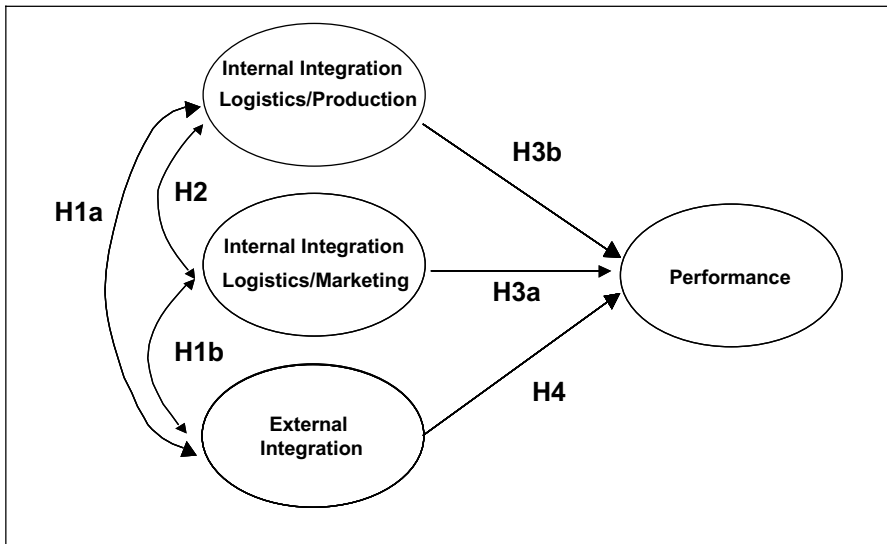 Internal Integration
Logistics/Production
H3b
H2
H1a
Internal Integration
Logistics/Marketing
Performance
H3a
H1b
H4
External
Integration